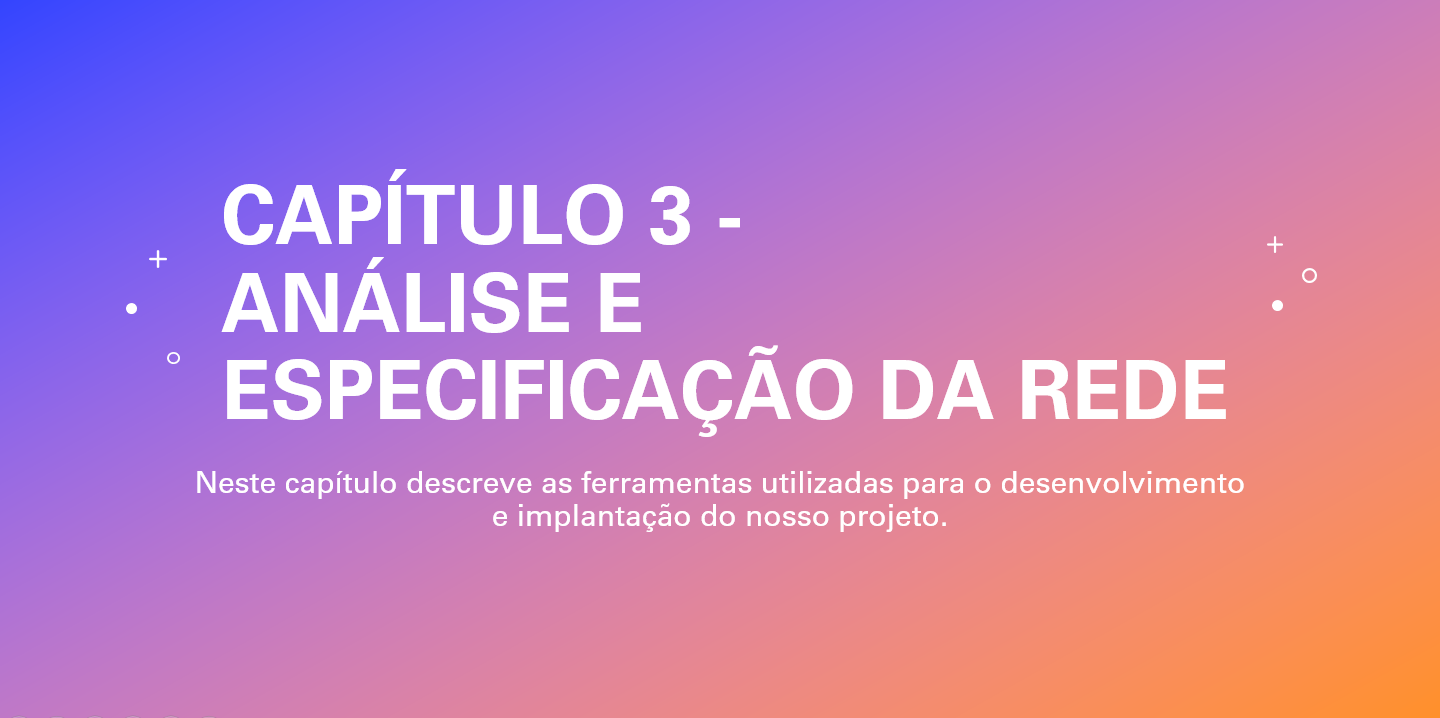 CAPÍTULO 3 -
ANÁLISE E
ESPECIFICAÇÃO DA REDE
Neste capítulo descreve as ferramentas utilizadas para o desenvolvimento
e implantação do nosso projeto.